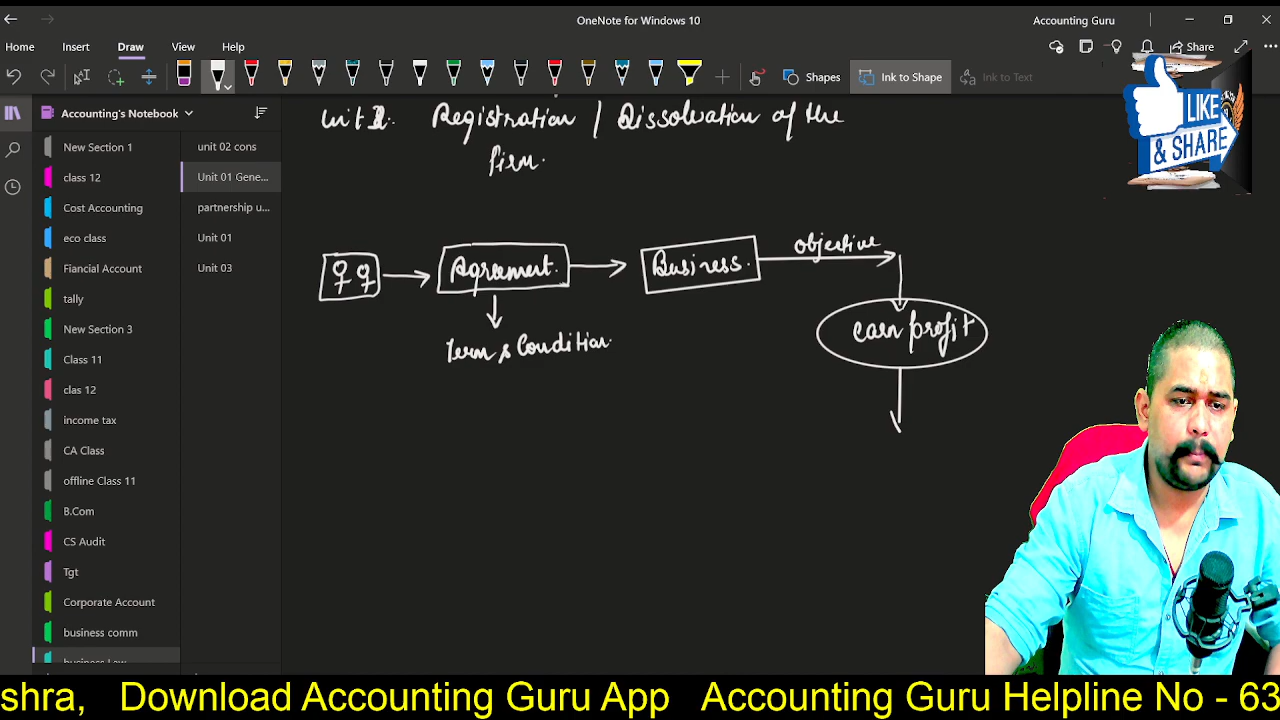 OneNote for Windows 10
Accounting Guru
Home Insert Draw View Help
Share
Shapes
Ink to Shape
Ink to Text
Accounting's Notebook
New Section 1
class 12
Cost Accounting
eco class
Fiancial Account
tally
New Section 3
Class 11
clas 12
income tax
CA Class
offline Class 11
B.Com
CS Audit
Tgt
Corporate Account
business comm
business Law
unit 02 cons
Unit 01 Gene...
partnership u...
Unit 01
Unit 03
Registration / Dissolvation of the
firm.
Agreement.
Business.
objective
Term & Condition.
earn profit
LIKE
& SHARE
shra, Download Accounting Guru App Accounting Guru Helpline No - 63